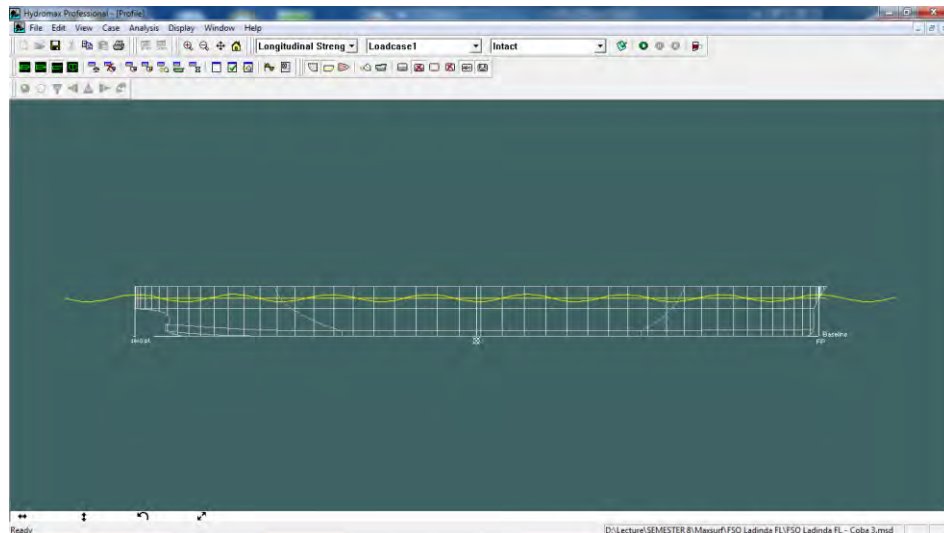 Hydromax Professional - [Profile]
File Edit View Case Analysis Display Window Help
Longitudinal Streng Loadcase1 Intact
Baseline
FP
Ready D:\Lecture\SEMESTER 8\Maxsurf\FSO Ladinda FL\FSO Ladinda FL - Coba 3.msd